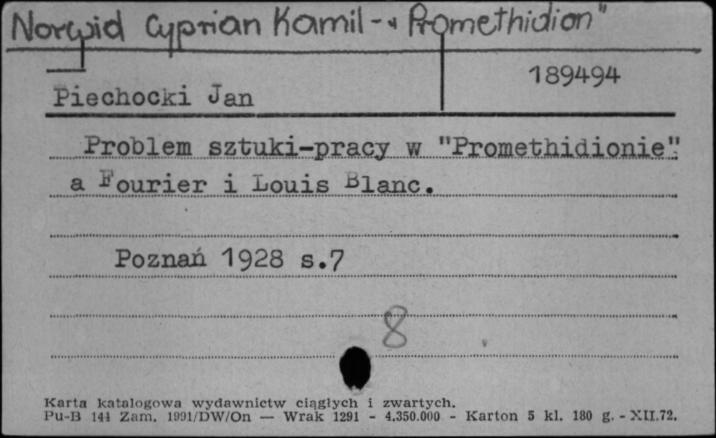 Norwid Cyprian Kamil - „Promethidion"
189494
Piechocki Jan
Problem sztuki-pracy w "Promethidionie"
a Fourier i Louis Blanc.
Poznań 1928 s.7
8
Karta katalogowa wydawnictw ciągłych i zwartych.
Pu-B 144 Zam. 1991/DW/On — Wrak 1291 - 4.350.000 - Karton 5 kl. 180 g. - XII.72.